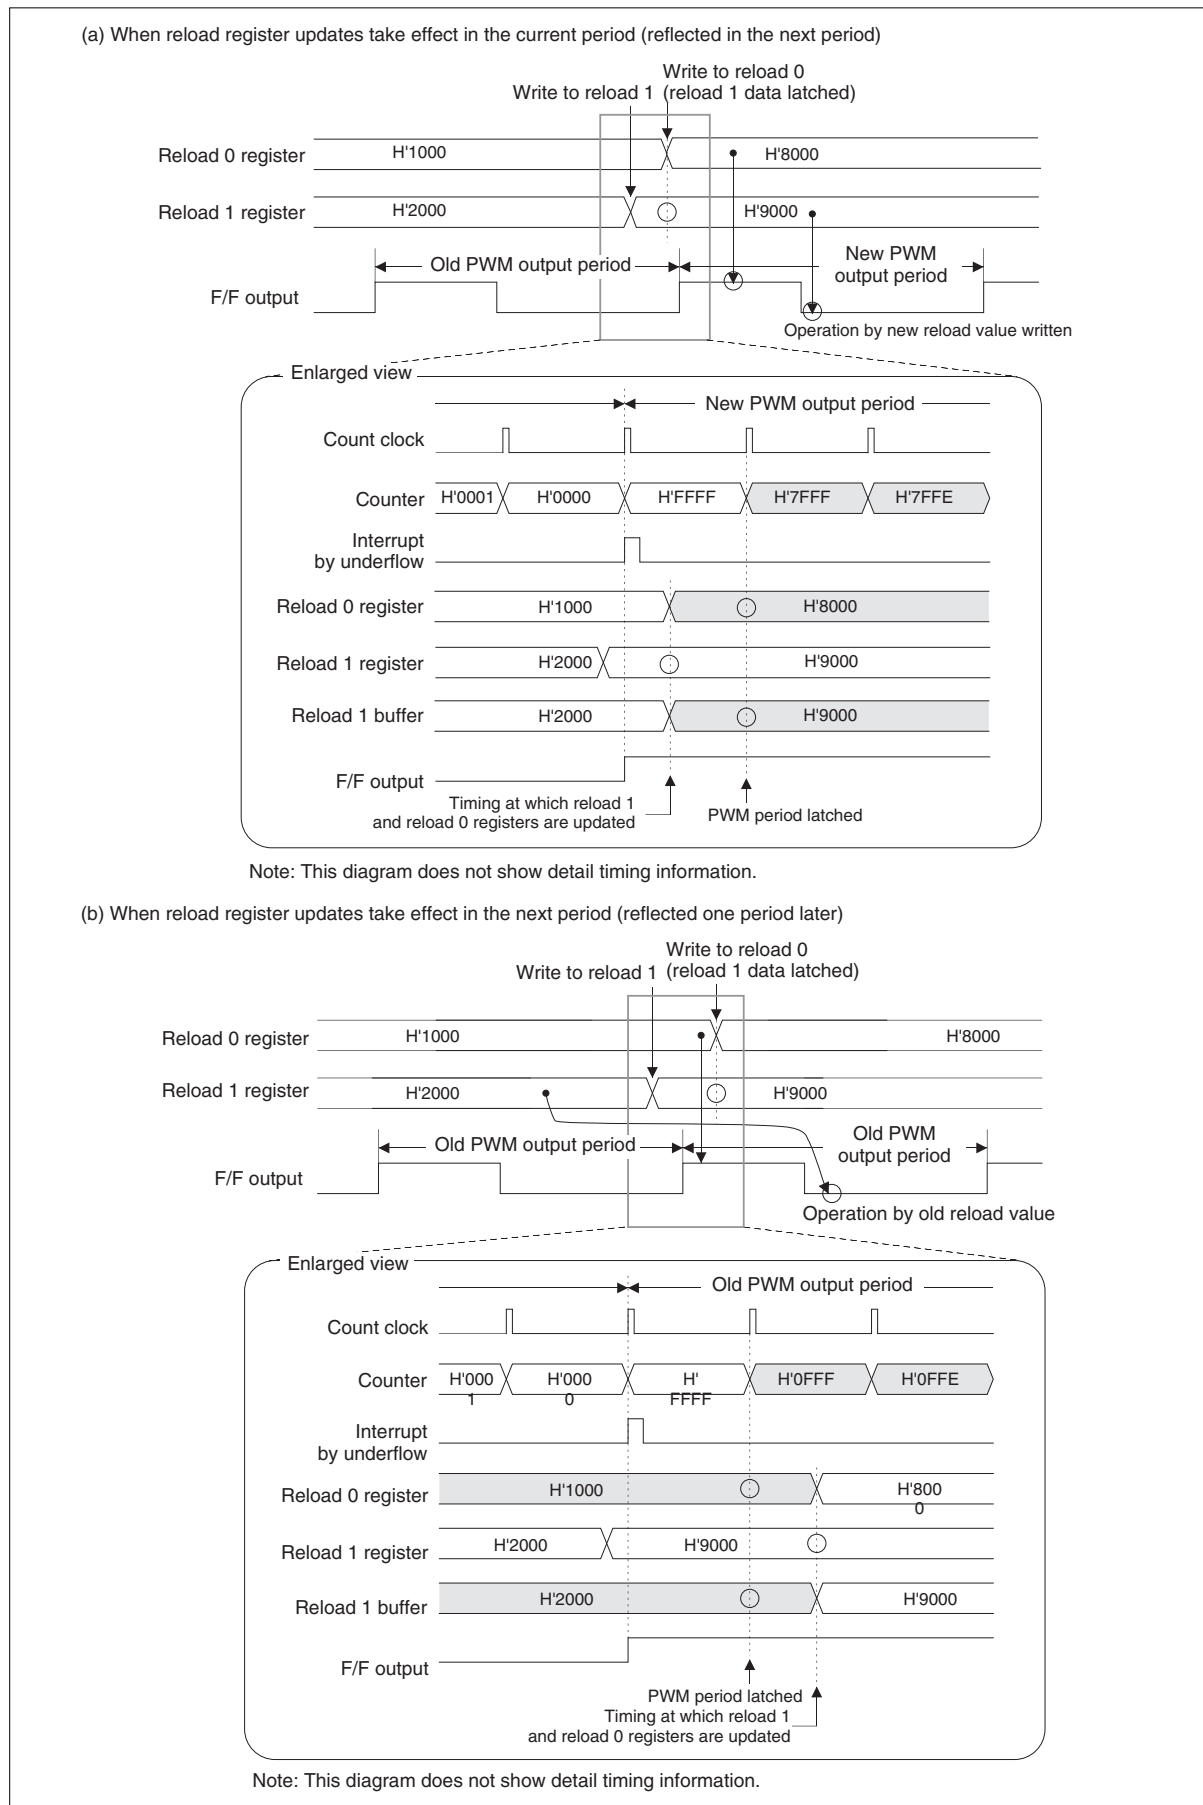 (a) When reload register updates take effect in the current period (reflected in the next period)
Write to reload 0
Write to reload 1 (reload 1 data latched)
Reload 0 register H'1000 H'8000
Reload 1 register H'2000 H'9000
Old PWM output period New PWM
output period
F/F output
Operation by new reload value written
Enlarged view
New PWM output period
Count clock
Counter H'0001 H'0000 H'FFFF H'7FFF H'7FFE
Interrupt
by underflow
Reload 0 register H'1000 H'8000
Reload 1 register H'2000 H'9000
Reload 1 buffer H'2000 H'9000
F/F output
Timing at which reload 1
and reload 0 registers are updated
PWM period latched
Note: This diagram does not show detail timing information.
(b) When reload register updates take effect in the next period (reflected one period later)
Write to reload 0
Write to reload 1 (reload 1 data latched)
Reload 0 register H'1000 H'8000
Reload 1 register H'2000 H'9000
Old PWM output period Old PWM
output period
F/F output
Operation by old reload value
Enlarged view
Old PWM output period
Count clock
Counter H'000 H'000 H' H'0FFF H'0FFE
1 0 FFFF
Interrupt
by underflow
Reload 0 register H'1000 H'800
0
Reload 1 register H'2000 H'9000
Reload 1 buffer H'2000 H'9000
F/F output
PWM period latched
Timing at which reload 1
and reload 0 registers are updated
Note: This diagram does not show detail timing information.